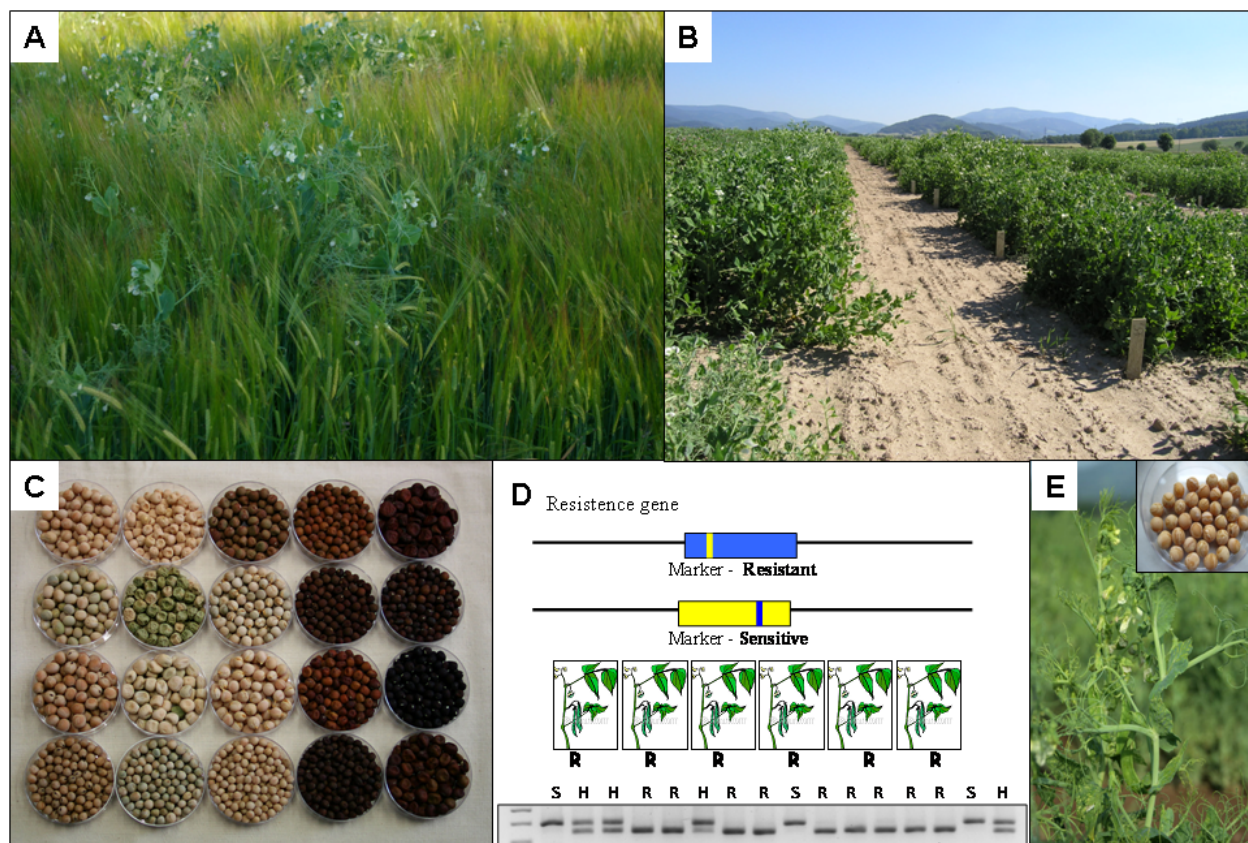 A
B
C
D
Resistence gene
Marker - Resistant
Marker - Sensitive
R R R R R R
S H H R R H R R S R R R R R S H
E